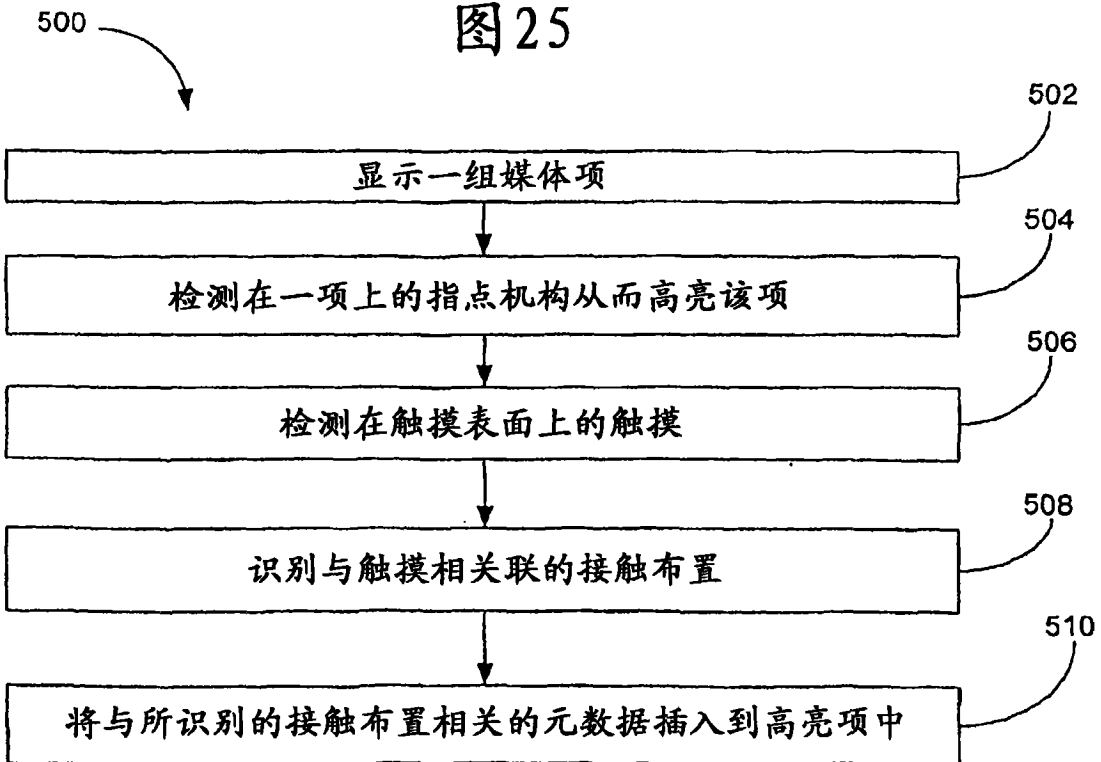 图25
500
502
显示一组媒体项
504
检测在一项上的指点机构从而高亮该项
506
检测在触摸表面上的触摸
508
识别与触摸相关联的接触布置
510
将与所识别的接触布置相关的元数据插入到高亮项中